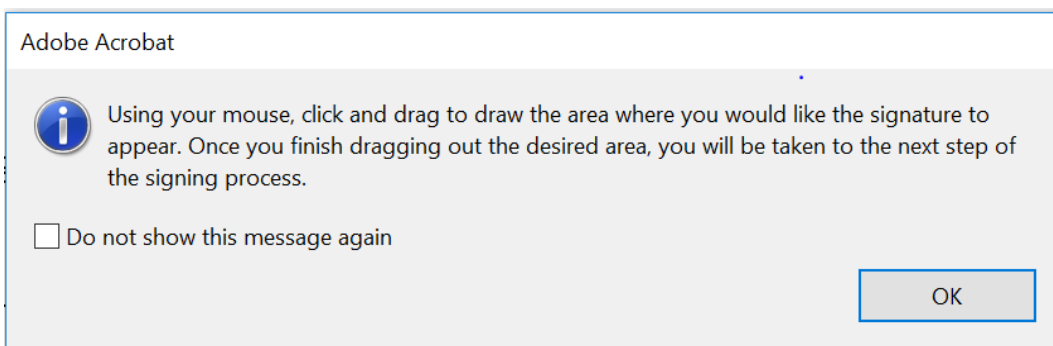 Adobe Acrobat
Using your mouse, click and drag to draw the area where you would like the signature to
appear. Once you finish dragging out the desired area, you will be taken to the next step of
the signing process.
Do not show this message again
OK